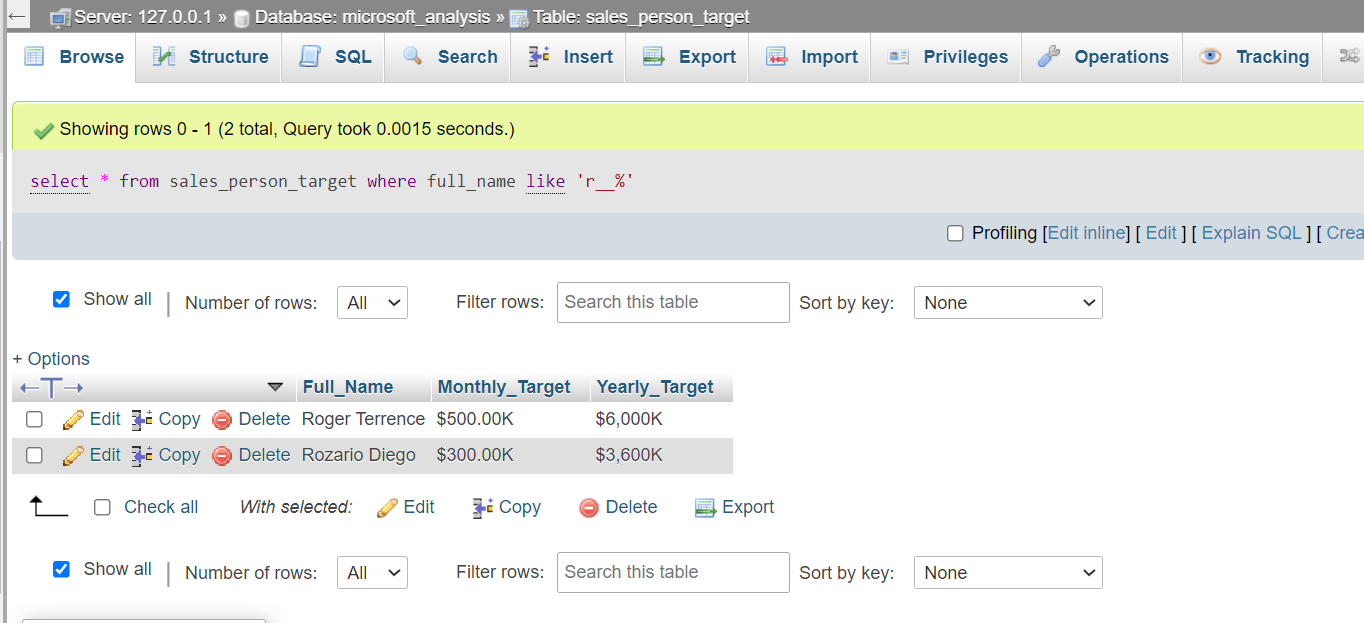 Server: 127.0.0.1 » Database: microsoft_analysis » Table: sales_person_target
Browse Structure SQL Search Insert Export Import Privileges Operations Tracking
Showing rows 0 - 1 (2 total, Query took 0.0015 seconds.)
select * from sales_person_target where full_name like 'r__%'
Profiling [Edit inline] [ Edit ] [ Explain SQL ] [ Crea
Show all | Number of rows: All Filter rows: Search this table Sort by key: None
+ Options
←T→ Full_Name Monthly_Target Yearly_Target
Edit Copy Delete Roger Terrence $500.00K $6,000K
Edit Copy Delete Rozario Diego $300.00K $3,600K
Check all With selected: Edit Copy Delete Export
Show all | Number of rows: All Filter rows: Search this table Sort by key: None